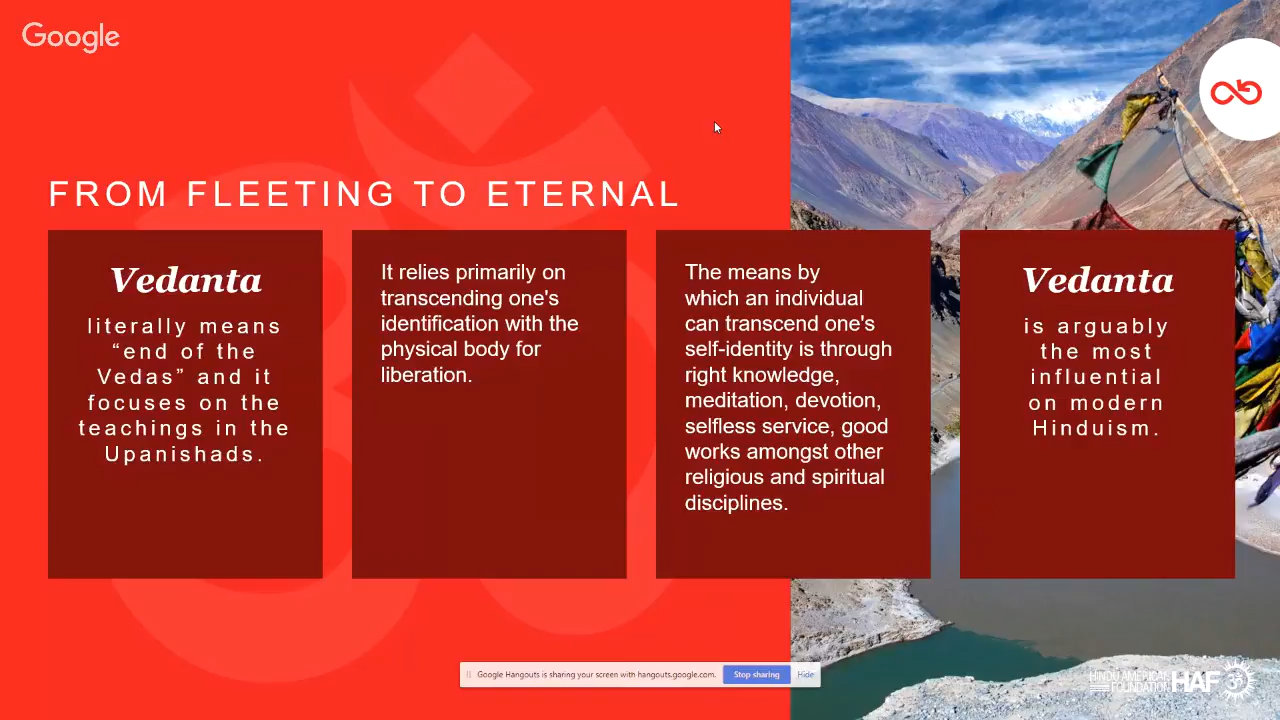 Google
FROM FLEETING TO ETERNAL
Vedanta
literally means
“end of the
Vedas” and it
focuses on the
teachings in the
Upanishads.
It relies primarily on
transcending one's
identification with the
physical body for
liberation.
The means by
which an individual
can transcend one's
self-identity is through
right knowledge,
meditation, devotion,
selfless service, good
works amongst other
religious and spiritual
disciplines.
Vedanta
is arguably
the most
influential
on modern
Hinduism.
Google Hangouts is sharing your screen with hangouts.google.com.
Stop sharing
Hide
HINDU AMERICAN
FOUNDATION
HAF